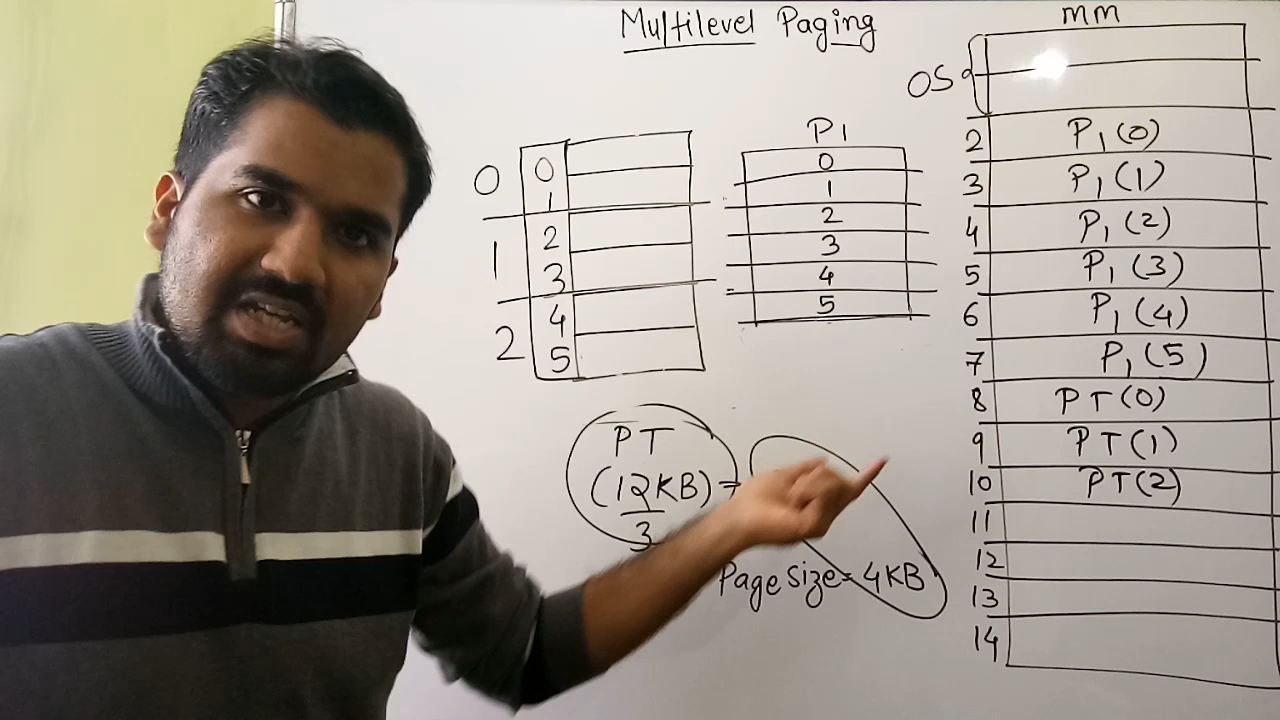 Multilevel Paging
0
1
2
0
1
2
3
4
5
P1
0
1
2
3
4
5
PT
(12KB)
3
Page size = 4KB
mm
OS
2 P1(0)
3 P1(1)
4 P1(2)
5 P1(3)
6 P1(4)
7 P1(5)
8 PT(0)
9 PT(1)
10 PT(2)
11
12
13
14